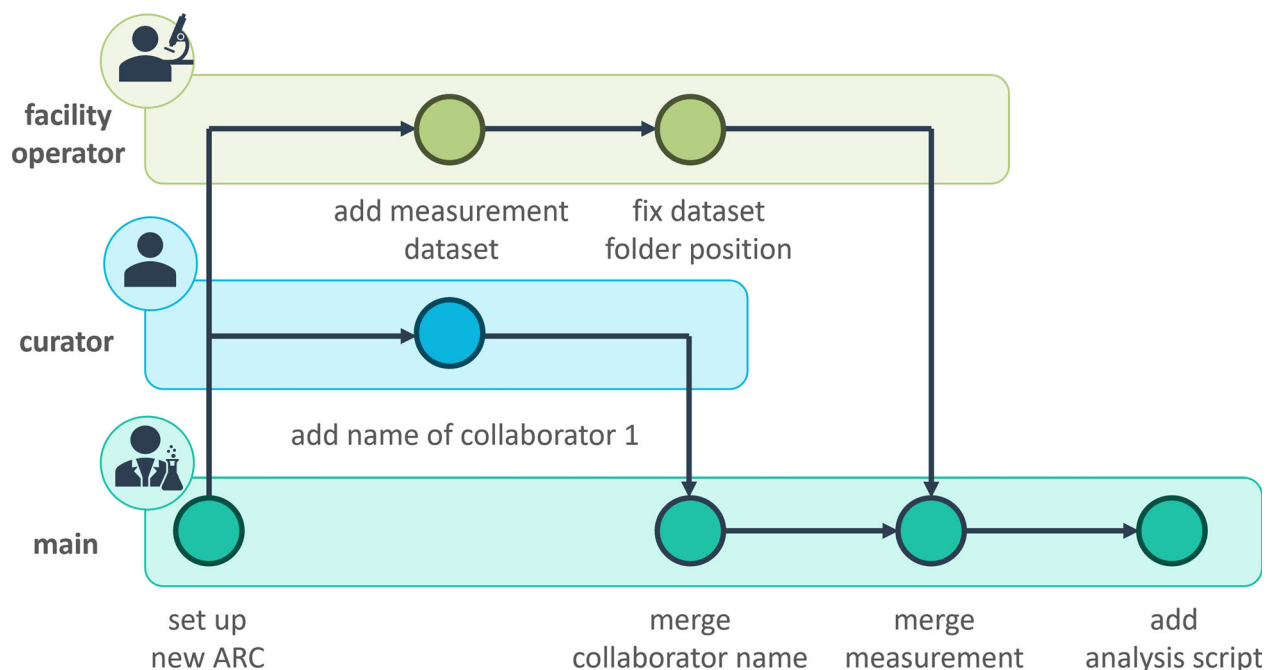 facility
operator
add measurement
dataset
fix dataset
folder position
curator
add name of collaborator 1
main
set up
new ARC
merge
collaborator name
merge
measurement
add
analysis script